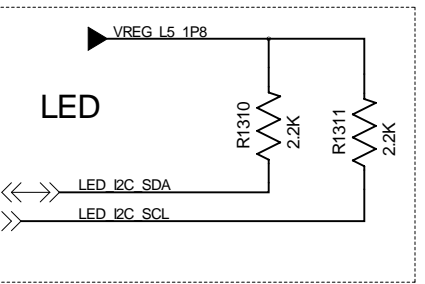 VREG_L5_1P8
LED
R1310
2.2K
R1311
2.2K
LED_I2C_SDA
LED_I2C_SCL